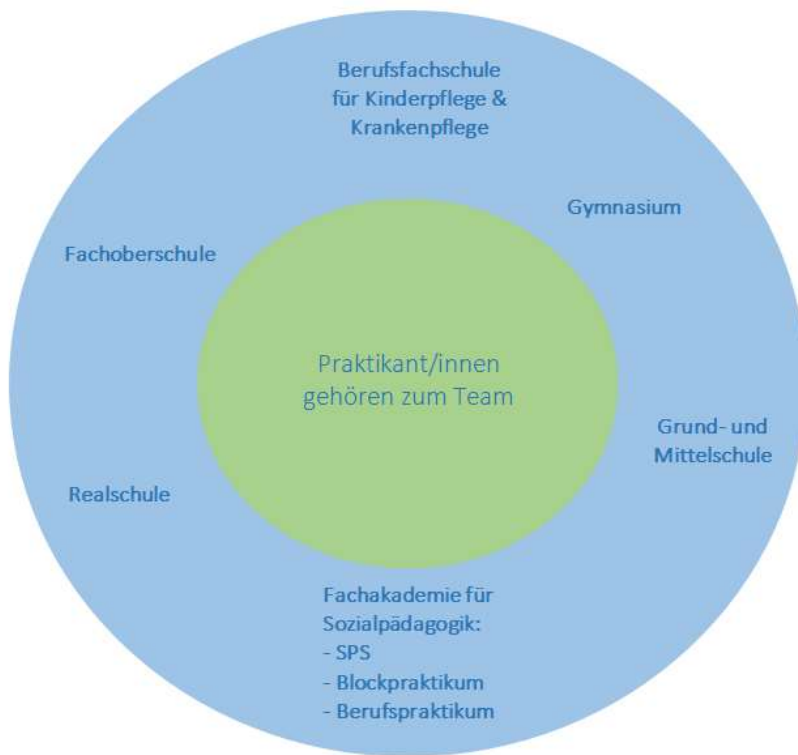 Berufsfachschule
für Kinderpflege &
Krankenpflege
Gymnasium
Fachoberschule
Praktikant/innen
gehören zum Team
Grund- und
Mittelschule
Realschule
Fachakademie für
Sozialpädagogik:
- SPS
- Blockpraktikum
- Berufspraktikum